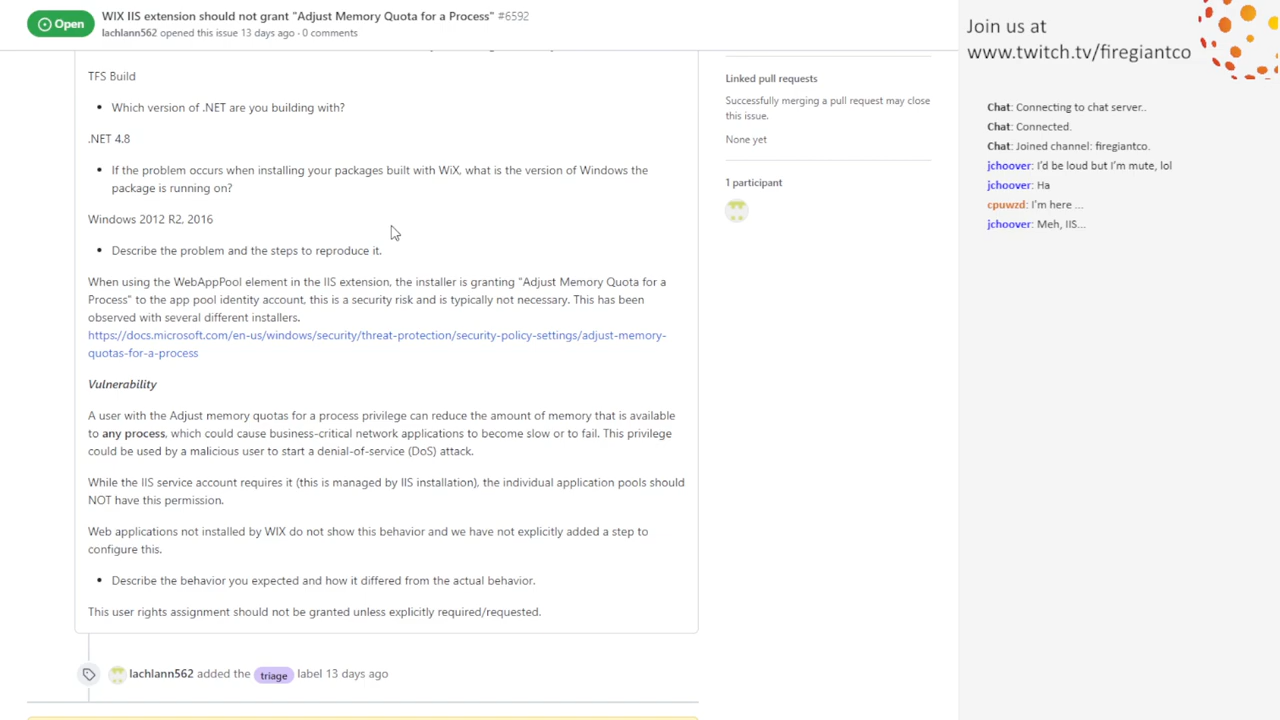 Open
WIX IIS extension should not grant "Adjust Memory Quota for a Process" #6592
lachlann562 opened this issue 13 days ago · 0 comments
TFS Build
• Which version of .NET are you building with?
.NET 4.8
• If the problem occurs when installing your packages built with WiX, what is the version of Windows the
package is running on?
Windows 2012 R2, 2016
• Describe the problem and the steps to reproduce it.
When using the WebAppPool element in the IIS extension, the installer is granting "Adjust Memory Quota for a
Process" to the app pool identity account, this is a security risk and is typically not necessary. This has been
observed with several different installers.
https://docs.microsoft.com/en-us/windows/security/threat-protection/security-policy-settings/adjust-memory-
quotas-for-a-process
Vulnerability
A user with the Adjust memory quotas for a process privilege can reduce the amount of memory that is available
to any process, which could cause business-critical network applications to become slow or to fail. This privilege
could be used by a malicious user to start a denial-of-service (DoS) attack.
While the IIS service account requires it (this is managed by IIS installation), the individual application pools should
NOT have this permission.
Web applications not installed by WIX do not show this behavior and we have not explicitly added a step to
configure this.
• Describe the behavior you expected and how it differed from the actual behavior.
This user rights assignment should not be granted unless explicitly required/requested.
lachlann562 added the triage label 13 days ago
Linked pull requests
Successfully merging a pull request may close
this issue.
None yet
1 participant
Join us at
www.twitch.tv/firegiantco
Chat: Connecting to chat server..
Chat: Connected.
Chat: Joined channel: firegiantco.
jchoover: I'd be loud but I'm mute, lol
jchoover: Ha
cpuwzd: I'm here ...
jchoover: Meh, IIS...